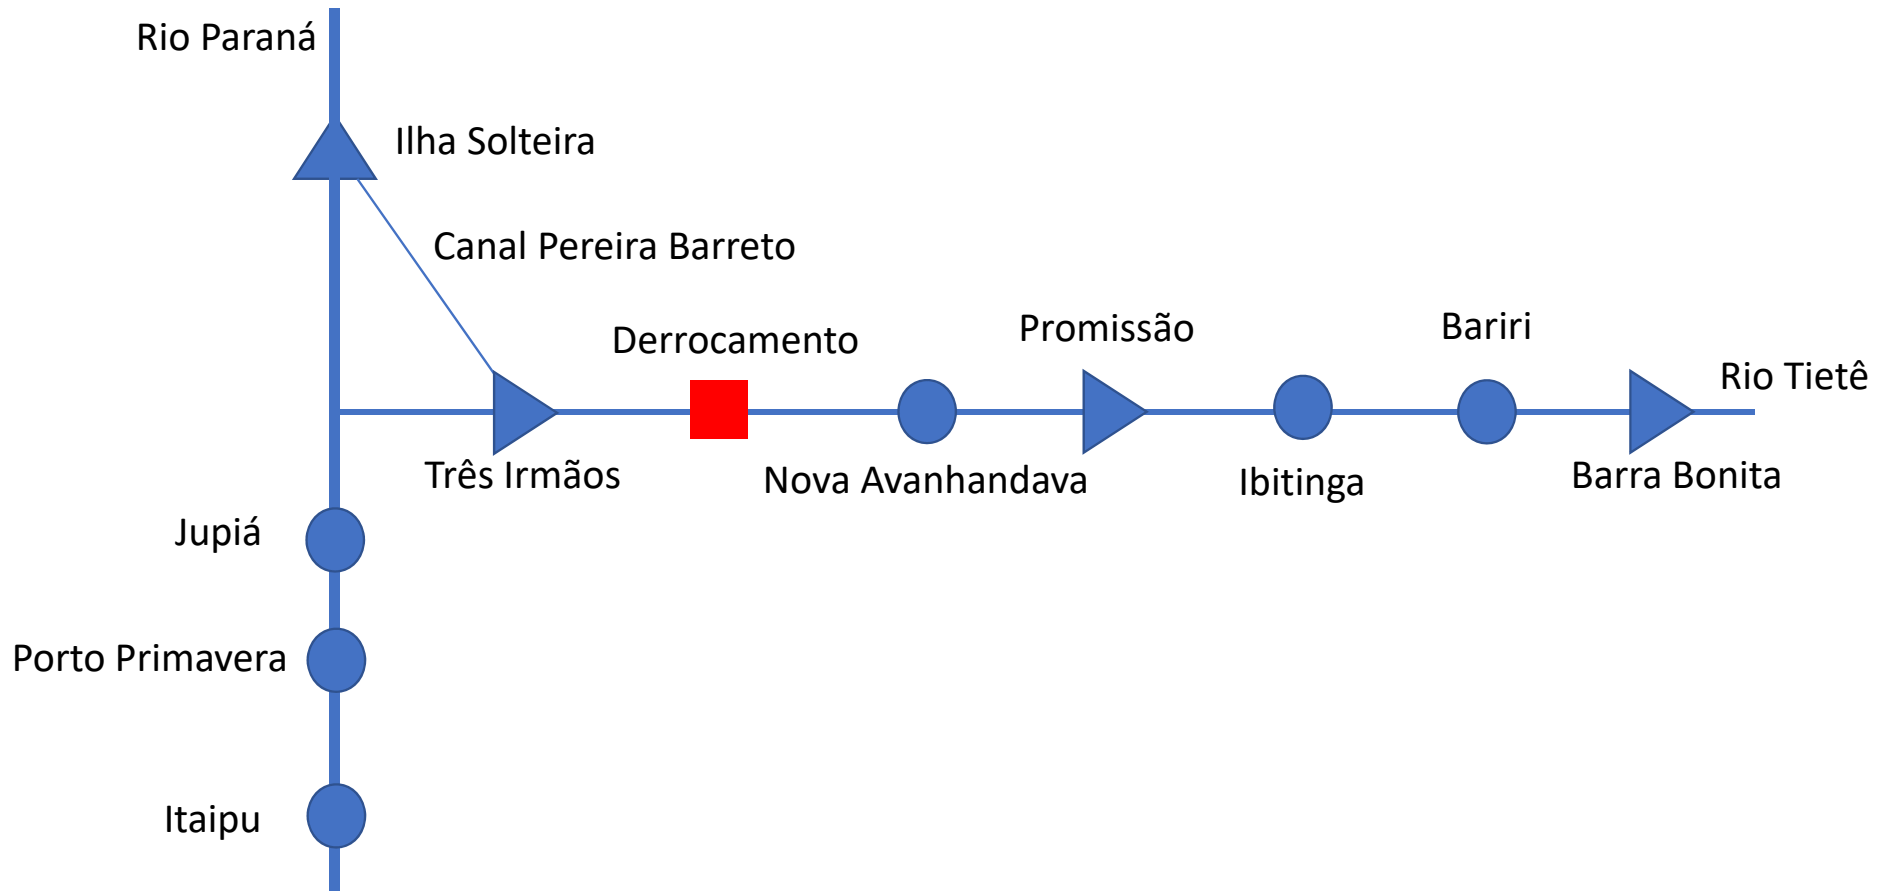 Rio Paraná
Ilha Solteira
Canal Pereira Barreto
Derrocamento
Promissão
Bariri
Rio Tietê
Três Irmãos
Nova Avanhandava
Ibitinga
Barra Bonita
Jupiá
Porto Primavera
Itaipu